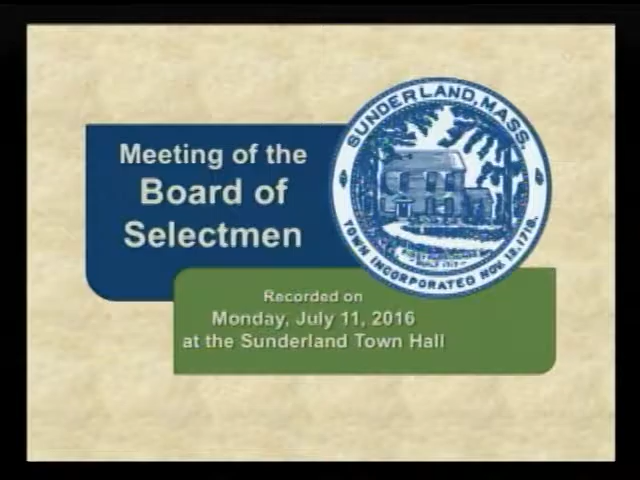 Meeting of the
Board of
Selectmen
SUNDERLAND, MASS.
TOWN INCORPORATED NOV. 12, 1718.
Recorded on
Monday, July 11, 2016
at the Sunderland Town Hall